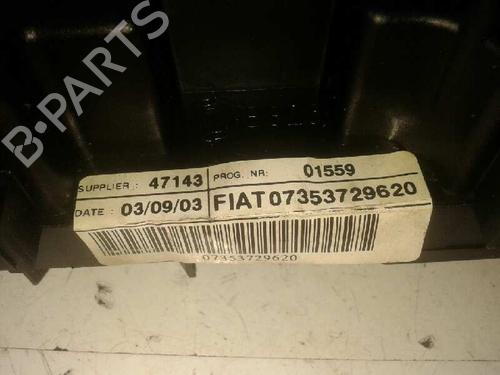 B-PARTS
SUPPLIER : 47143 PROG. NR: 01559
DATE : 03/09/03 FIAT07353729620
07353729620